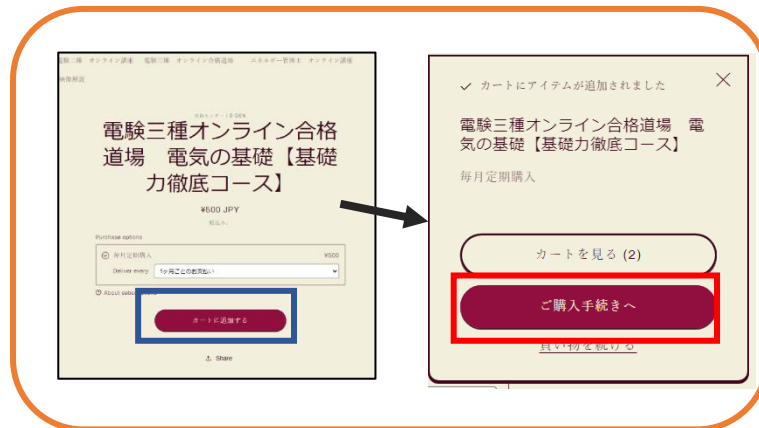 電験二種 オンライン講座 電験三種 オンライン合格道場 エネルギー管理士 オンライン講座
映像解説
電験三種オンライン合格
道場 電気の基礎【基礎
力徹底コース】
¥500 JPY
税込み。
Purchase options
毎月定期購入 ¥500
Deliver every 1ヶ月ごとのお支払い
About subscriptions
カートに追加する
Share
カートにアイテムが追加されました
電験三種オンライン合格道場 電
気の基礎【基礎力徹底コース】
毎月定期購入
カートを見る (2)
ご購入手続きへ
買い物を続ける